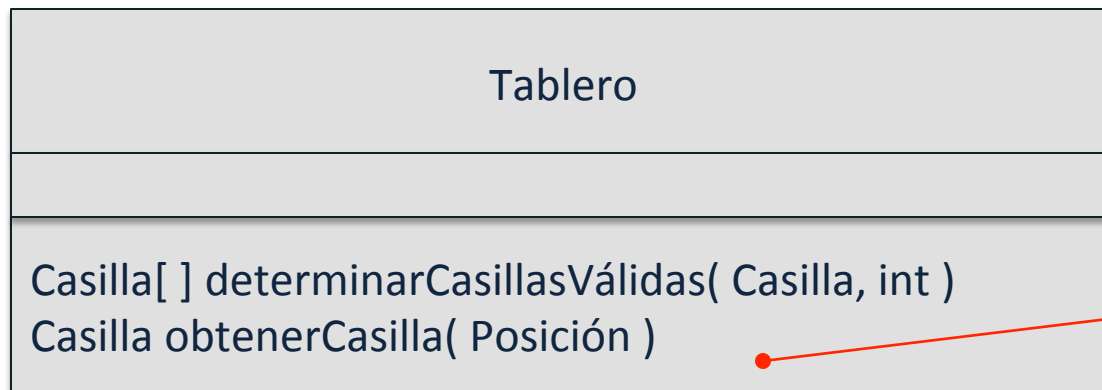 Tablero
Casilla[ ] determinarCasillasVálidas( Casilla, int )
Casilla obtenerCasilla( Posición )